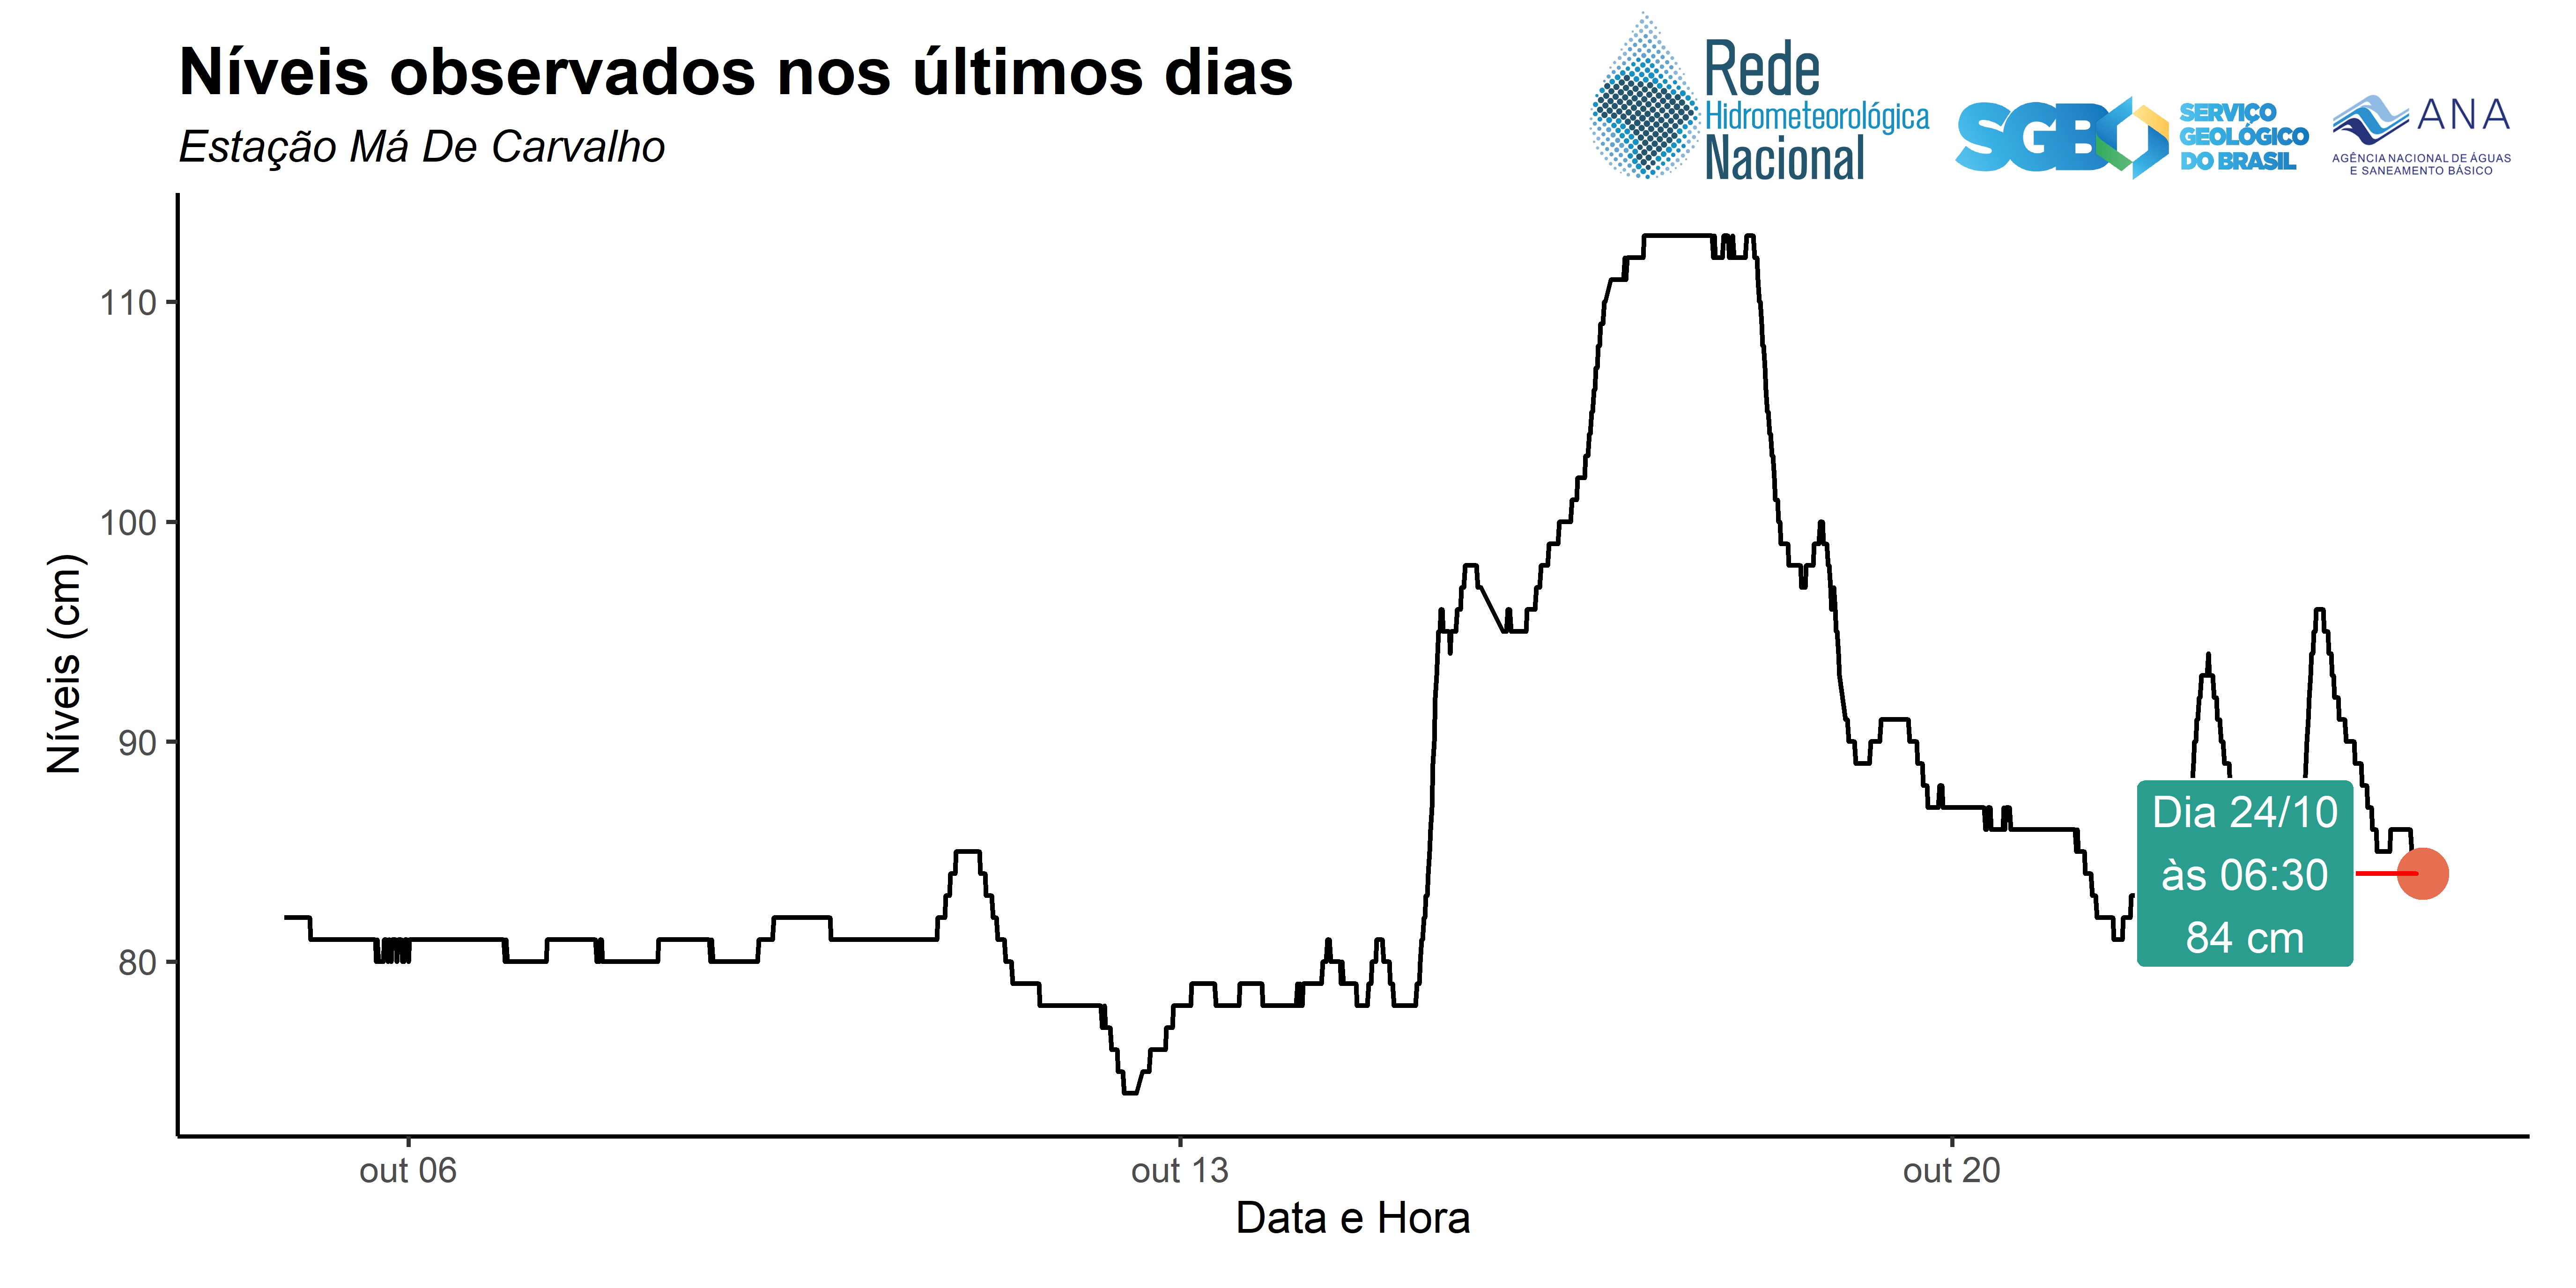 Níveis observados nos últimos dias
Estação Má De Carvalho
Rede
Hidrometeorológica
Nacional
SGB
SERVIÇO
GEOLÓGICO
DO BRASIL
ANA
AGÊNCIA NACIONAL DE ÁGUAS
E SANEAMENTO BÁSICO
Níveis (cm)
110
100
90
80
Dia 24/10
às 06:30
84 cm
out 06
out 13
out 20
Data e Hora